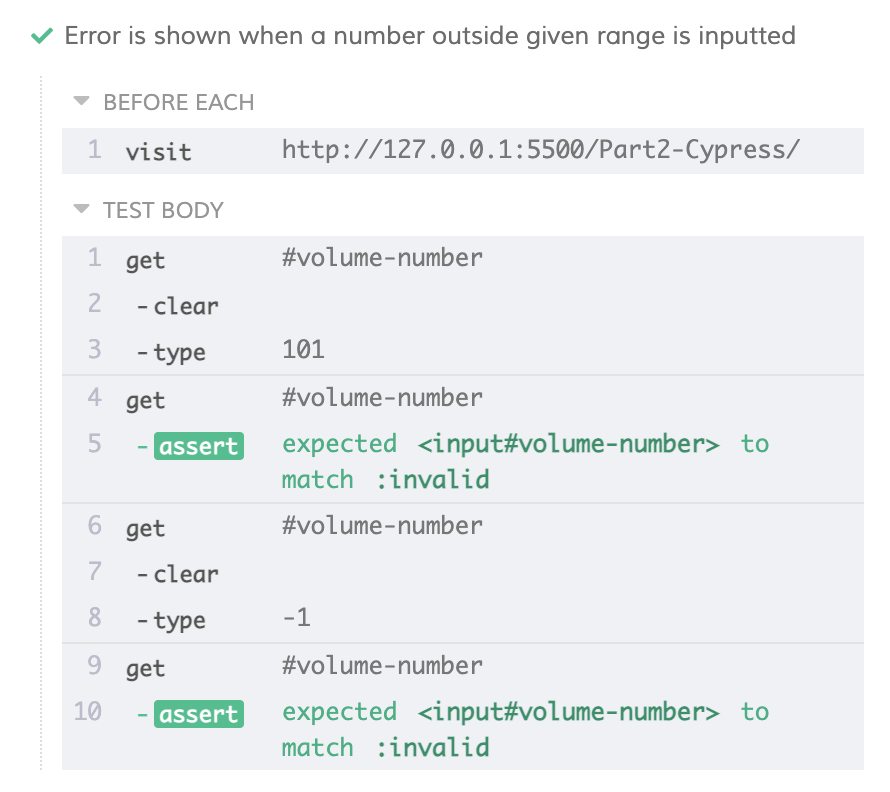 Error is shown when a number outside given range is inputted
BEFORE EACH
1 visit http://127.0.0.1:5500/Part2-Cypress/
TEST BODY
1 get #volume-number
2 -clear
3 -type 101
4 get #volume-number
5 -assert expected <input#volume-number> to
match :invalid
6 get #volume-number
7 -clear
8 -type -1
9 get #volume-number
10 -assert expected <input#volume-number> to
match :invalid